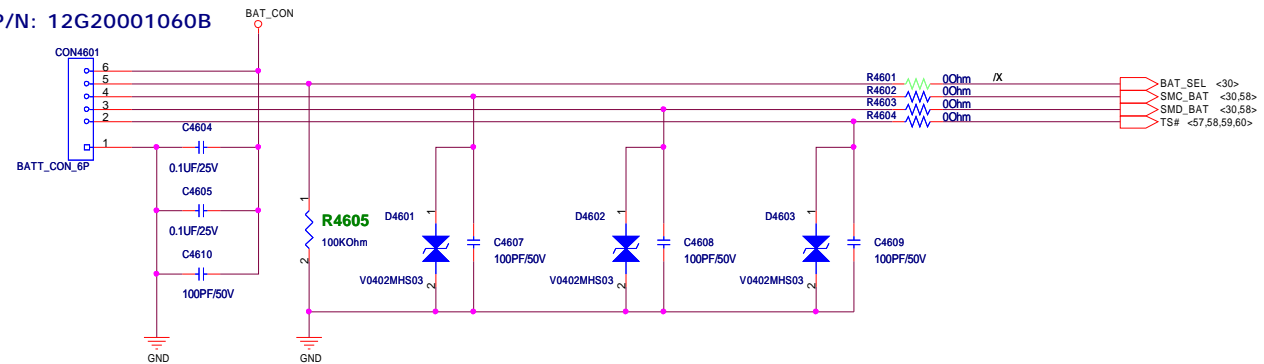 P/N: 12G20001060B
BAT_CON
CON4601
6
5
4
3
2
1
BATT_CON_6P
R4601 0Ohm /X
R4602 0Ohm
R4603 0Ohm
R4604 0Ohm
BAT_SEL <30>
SMC_BAT <30,58>
SMD_BAT <30,58>
TS# <57,58,59,60>
C4604
0.1UF/25V
C4605
0.1UF/25V
C4610
100PF/50V
1
R4605
100KOhm
2
D4601
1
V0402MHS03
2
C4607
100PF/50V
D4602
1
V0402MHS03
2
C4608
100PF/50V
D4603
1
V0402MHS03
2
C4609
100PF/50V
GND
GND